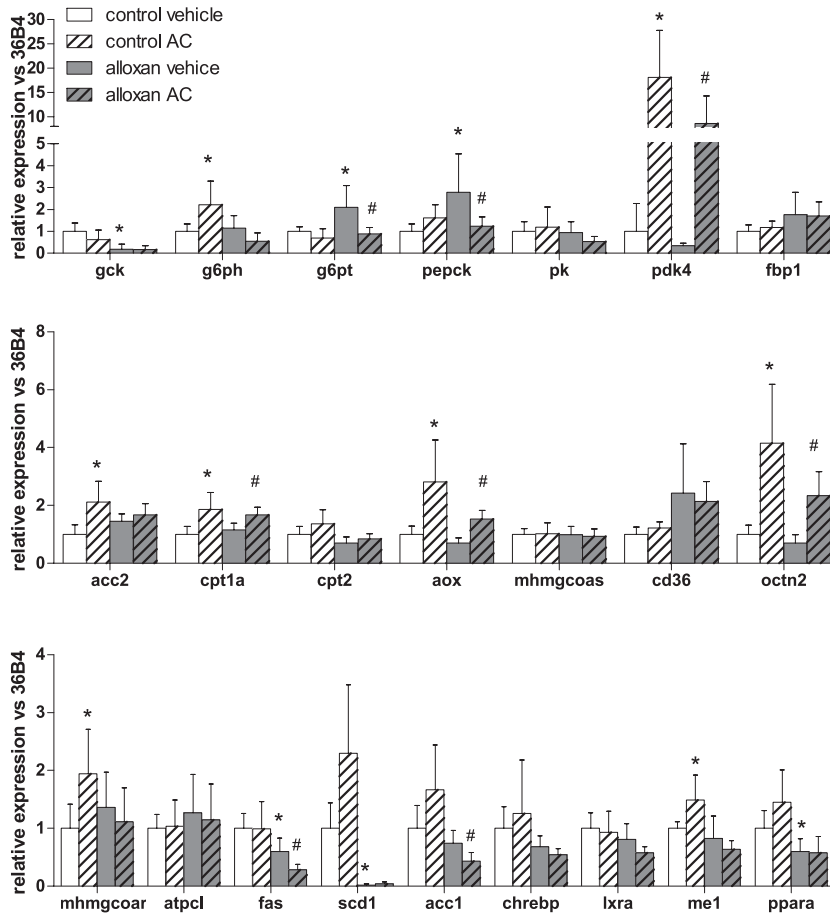 control vehicle
control AC
alloxan vehice
alloxan AC
relative expression vs 36B4
30
25
20
15
10
5
4
3
2
1
0
* * * * * # # * #
gck g6ph g6pt pepck pk pdk4 fbp1
relative expression vs 36B4
8
6
4
2
0
* * # * # * #
acc2 cpt1a cpt2 aox mhmgcoas cd36 octn2
relative expression vs 36B4
4
3
2
1
0
* * # * # * *
mhmgcoar atpcl fas scd1 acc1 chrebp lxra me1 ppara